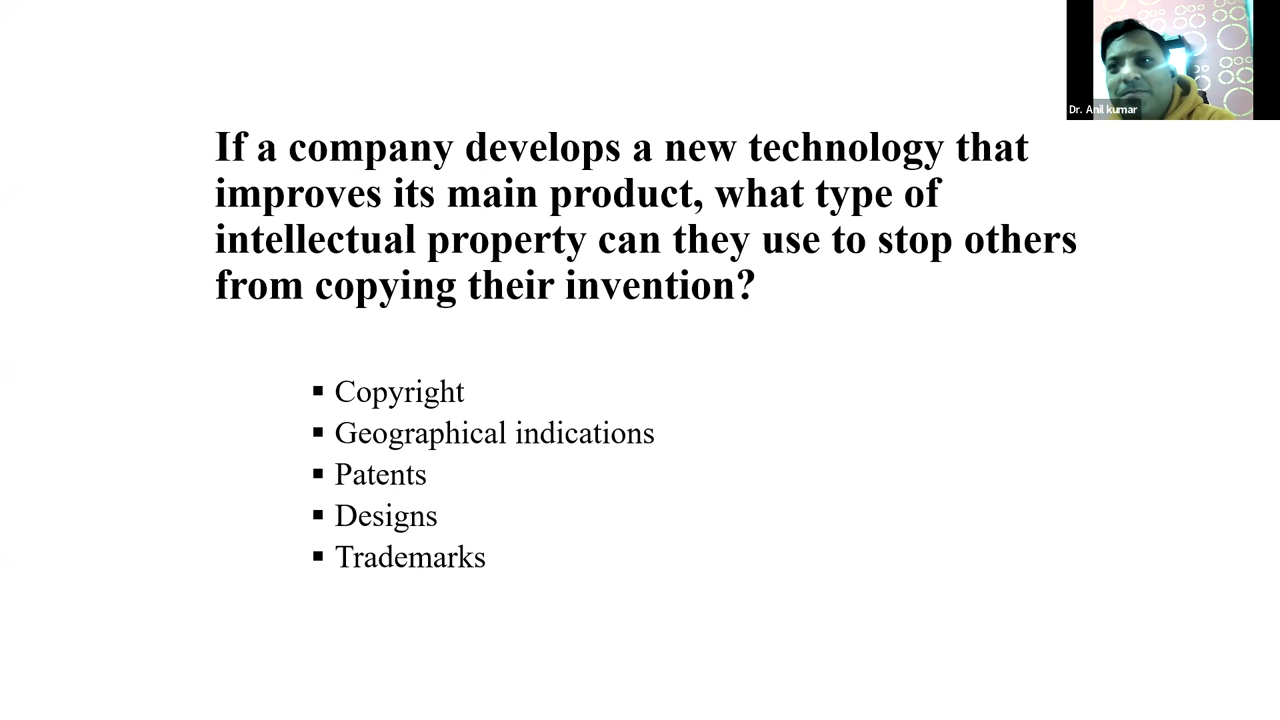 Dr. Anil kumar
If a company develops a new technology that
improves its main product, what type of
intellectual property can they use to stop others
from copying their invention?
▪ Copyright
▪ Geographical indications
▪ Patents
▪ Designs
▪ Trademarks